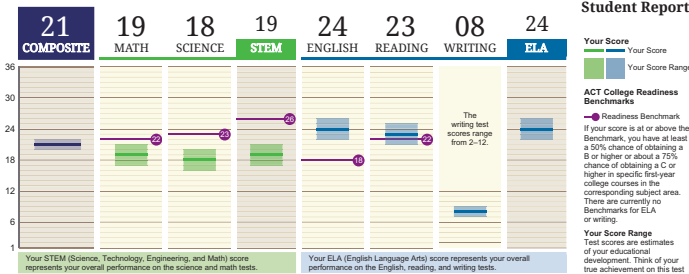 Student Report
21
COMPOSITE
19
MATH
18
SCIENCE
19
STEM
24
ENGLISH
23
READING
08
WRITING
24
ELA
36
30
24
18
12
6
1
22
23
26
18
22
The
writing test
scores range
from 2–12.
Your STEM (Science, Technology, Engineering, and Math) score
represents your overall performance on the science and math tests.
Your ELA (English Language Arts) score represents your overall
performance on the English, reading, and writing tests.
Your Score
Your Score
Your Score Range
ACT College Readiness
Benchmarks
Readiness Benchmark
If your score is at or above the
Benchmark, you have at least
a 50% chance of obtaining a
B or higher or about a 75%
chance of obtaining a C or
higher in specific first-year
college courses in the
corresponding subject area.
There are currently no
Benchmarks for ELA
or writing.
Your Score Range
Test scores are estimates
of your educational
development. Think of your
true achievement on this test